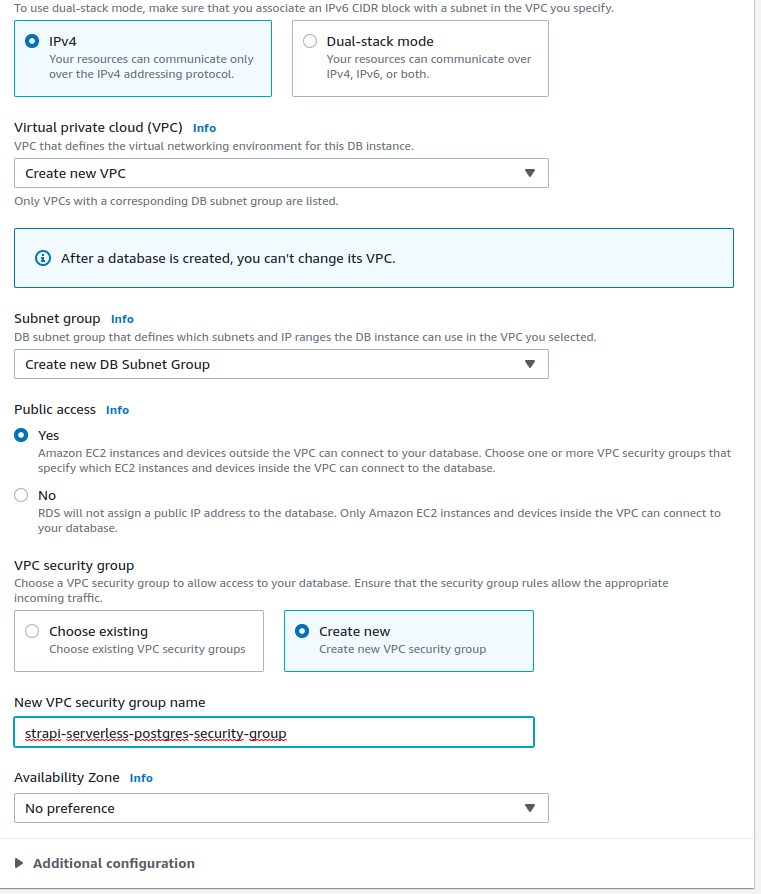 To use dual-stack mode, make sure that you associate an IPv6 CIDR block with a subnet in the VPC you specify.
IPv4
Your resources can communicate only
over the IPv4 addressing protocol.
Dual-stack mode
Your resources can communicate over
IPv4, IPv6, or both.
Virtual private cloud (VPC) Info
VPC that defines the virtual networking environment for this DB instance.
Create new VPC
Only VPCs with a corresponding DB subnet group are listed.
After a database is created, you can't change its VPC.
Subnet group Info
DB subnet group that defines which subnets and IP ranges the DB instance can use in the VPC you selected.
Create new DB Subnet Group
Public access Info
Yes
Amazon EC2 instances and devices outside the VPC can connect to your database. Choose one or more VPC security groups that
specify which EC2 instances and devices inside the VPC can connect to the database.
No
RDS will not assign a public IP address to the database. Only Amazon EC2 instances and devices inside the VPC can connect to
your database.
VPC security group
Choose a VPC security group to allow access to your database. Ensure that the security group rules allow the appropriate
incoming traffic.
Choose existing
Choose existing VPC security groups
Create new
Create new VPC security group
New VPC security group name
strapi-serverless-postgres-security-group
Availability Zone Info
No preference
Additional configuration